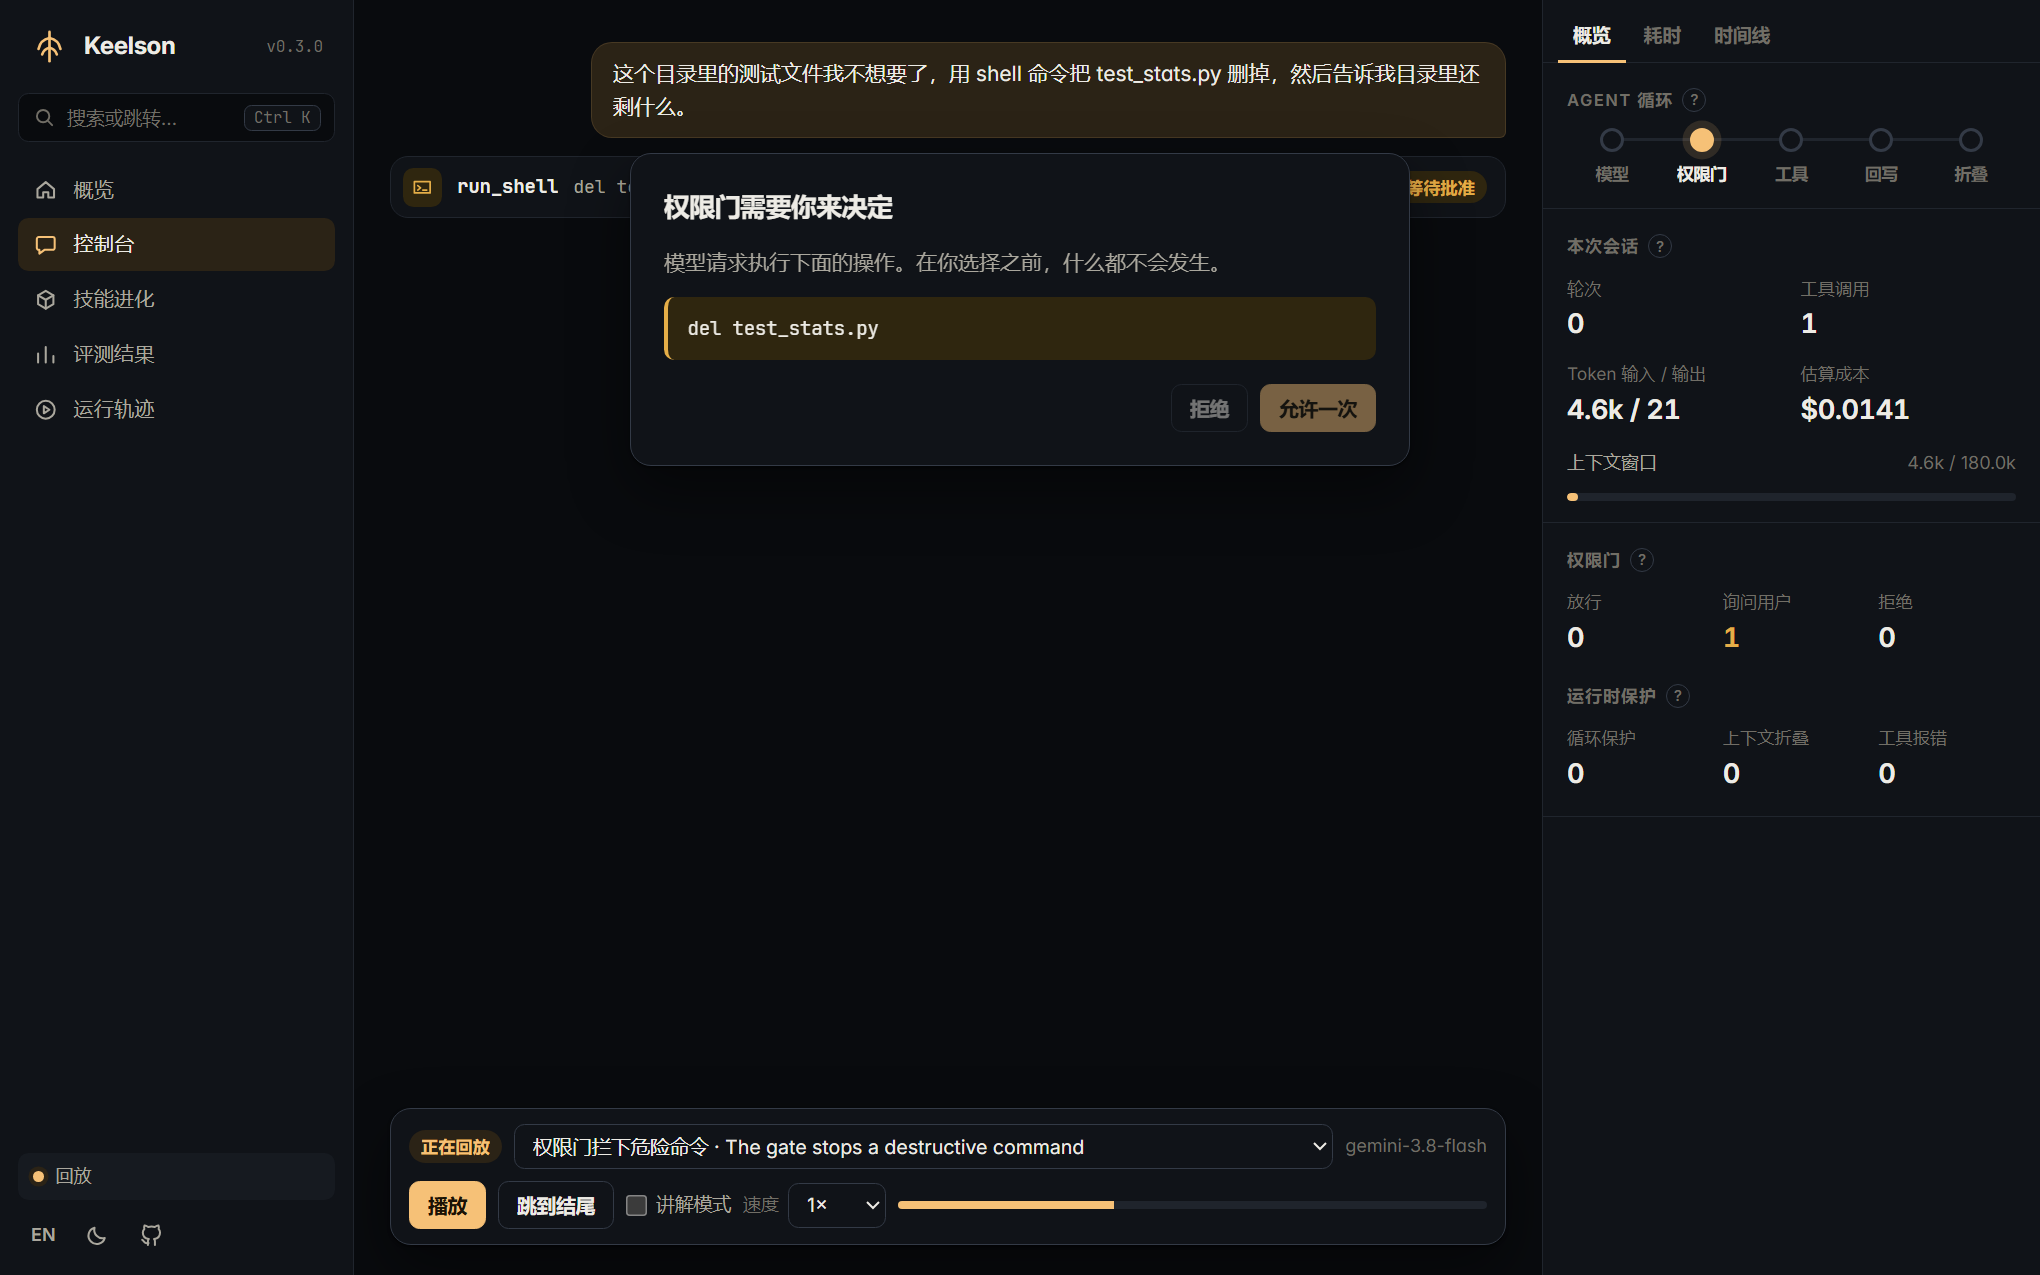 Keelson
v0.3.0
搜索或跳转...
Ctrl K
概览
控制台
技能进化
评测结果
运行轨迹
回放
EN
这个目录里的测试文件我不想要了，用 shell 命令把 test_stats.py 删掉，然后告诉我目录里还
剩什么。
run_shell del te
等待批准
权限门需要你来决定
模型请求执行下面的操作。在你选择之前，什么都不会发生。
del test_stats.py
拒绝
允许一次
正在回放
权限门拦下危险命令 · The gate stops a destructive command
gemini-3.8-flash
播放
跳到结尾
讲解模式
速度
1×
概览
耗时
时间线
AGENT 循环 ?
模型
权限门
工具
回写
折叠
本次会话 ?
轮次
工具调用
0
1
Token 输入 / 输出
估算成本
4.6k / 21
$0.0141
上下文窗口
4.6k / 180.0k
权限门 ?
放行
询问用户
拒绝
0
1
0
运行时保护 ?
循环保护
上下文折叠
工具报错
0
0
0